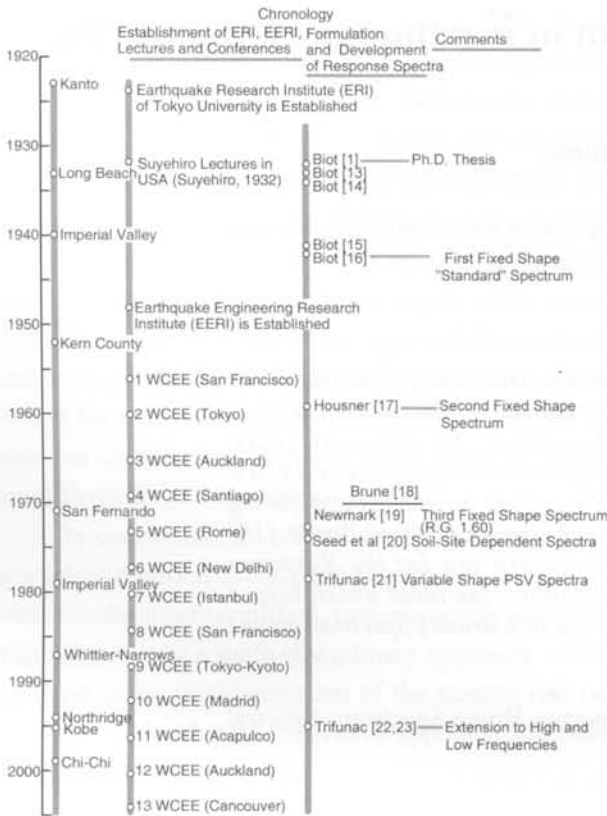 Chronology
Establishment of ERI, EERI,
Lectures and Conferences
Formulation
and Development
of Response Spectra
Comments
1920
1930
1940
1950
1960
1970
1980
1990
2000
Kanto
Long Beach
Imperial Valley
Kern County
San Fernando
Imperial Valley
Whittler-Narrows
Northridge
Kobe
Chi-Chi
Earthquake Research Institute (ERI)
of Tokyo University is Established
Suyehiro Lectures in
USA (Suyehiro, 1932)
Earthquake Engineering Research
Institute (EERI) is Established
1 WCEE (San Francisco)
2 WCEE (Tokyo)
3 WCEE (Auckland)
4 WCEE (Santiago)
5 WCEE (Rome)
6 WCEE (New Delhi)
7 WCEE (Istanbul)
8 WCEE (San Francisco)
9 WCEE (Tokyo-Kyoto)
10 WCEE (Madrid)
11 WCEE (Acapulco)
12 WCEE (Auckland)
13 WCEE (Cancouver)
Biot [1] Ph.D. Thesis
Biot [13]
Biot [14]
Biot [15]
Biot [16] First Fixed Shape
"Standard" Spectrum
Housner [17] Second Fixed Shape
Spectrum
Brune [18]
Newmark [19] Third Fixed Shape Spectrum
(R.G. 1.60)
Seed et al [20] Soil-Site Dependent Spectra
Trifunac [21] Variable Shape PSV Spectra
Trifunac [22,23] Extension to High and
Low Frequencies